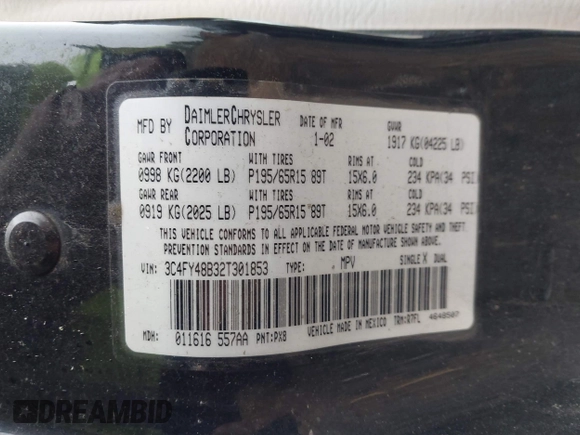 MFD BY DAIMLERCHRYSLER CORPORATION DATE OF MFR 1-02 GVWR 1917 KG(04225 LB)
GAWR FRONT WITH TIRES RIMS AT COLD
0998 KG(2200 LB) P195/65R15 89T 15X6.0 234 KPA(34 PSI
GAWR REAR WITH TIRES RIMS AT COLD
0919 KG(2025 LB) P195/65R15 89T 15X6.0 234 KPA(34 PSI
THIS VEHICLE CONFORMS TO ALL APPLICABLE FEDERAL MOTOR VEHICLE SAFETY AND THEFT
PREVENTION STANDARDS IN EFFECT ON THE DATE OF MANUFACTURE SHOWN ABOVE.
VIN: 3C4FY48B32T301853 TYPE: MPV SINGLE X DUAL
MDH: 011616 557AA PNT:PX8 VEHICLE MADE IN MEXICO TRM:R7FL 4648507
DREAMBID